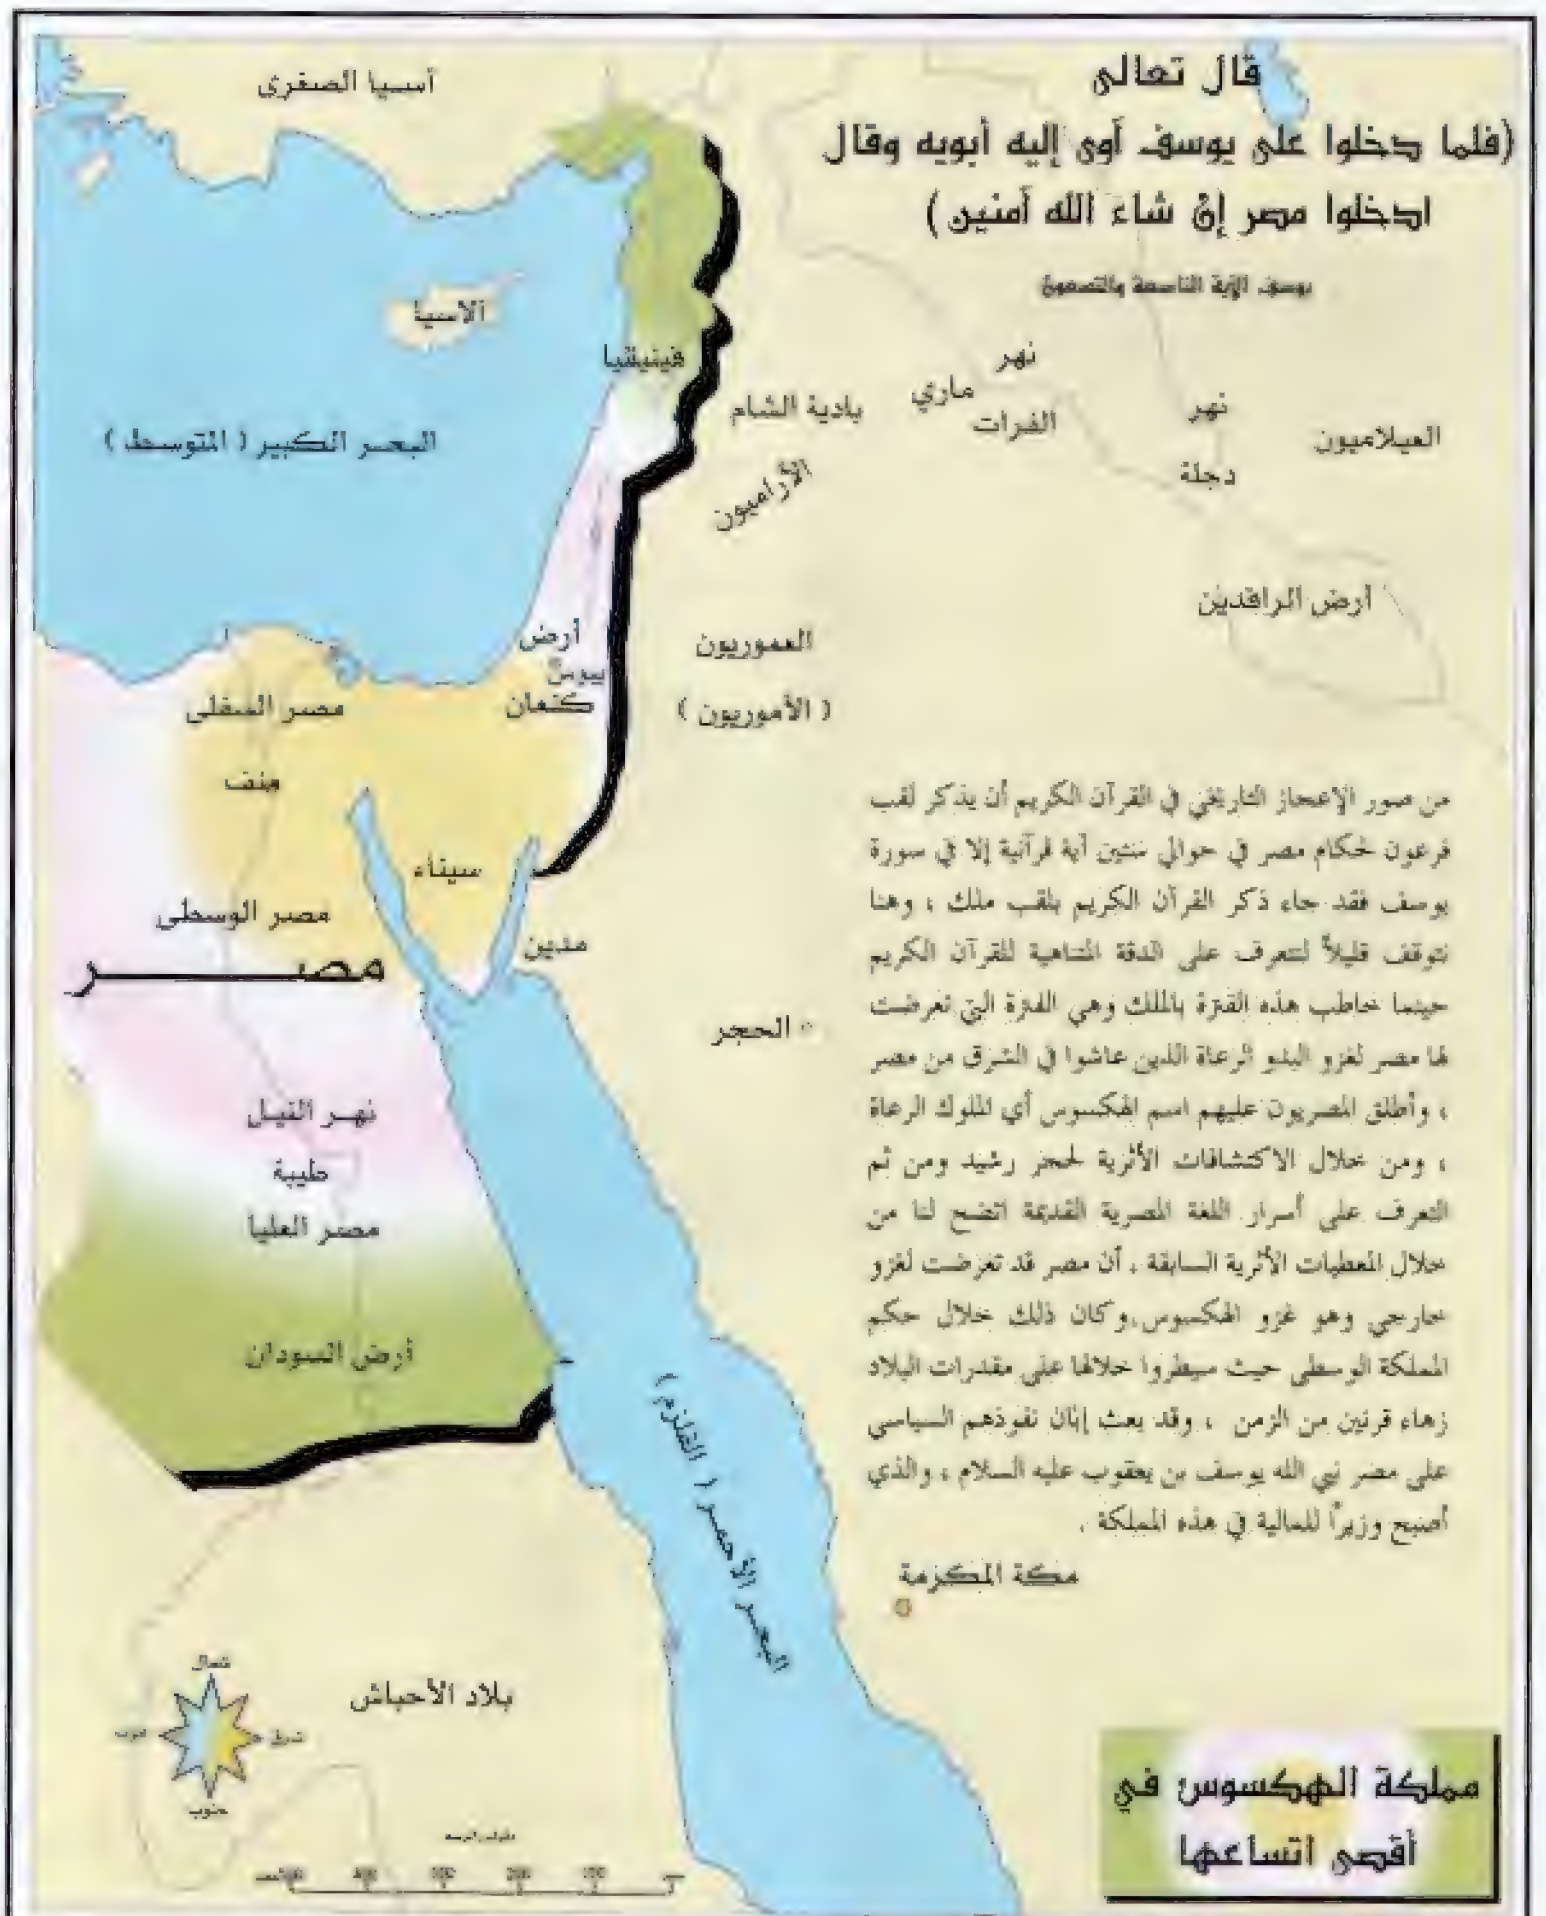 قال تعالى
(فلما دخلوا على يوسف آوى إليه أبويه وقال
ادخلوا مصر إن شاء الله آمنين)
يوسف الآية التاسعة والتسعون
أسيا الصغرى
الاسيا
فينيقيا
بادية الشام
ماري
نهر
الفرات
نهر
دجلة
العيلاميون
البحر الكبير ( المتوسط )
الأراميون
أرض الرافدين
أرض
يبوس
كنعان
العموريون
( الأموريون )
مصر السفلى
منف
سيناء
مصر الوسطى
مدين
مصر
الحجر
نهر النيل
طيبة
مصر العليا
أرض السودان
البحر الأحمر ( القلزم )
من صور الإعجاز التاريخي في القرآن الكريم أن يذكر لقب
فرعون لحكام مصر في حوالي ستين آية قرآنية إلا في سورة
يوسف فقد جاء ذكر القرآن الكريم بلقب ملك ، وهنا
نتوقف قليلاً لنتعرف على الدقة المتناهية للقرآن الكريم
حينما خاطب هذه الفترة بالملك وهي الفترة التي تعرضت
لها مصر لغزو البدو الرعاة الذين عاشوا في الشرق من مصر
، وأطلق المصريون عليهم اسم الهكسوس أي الملوك الرعاة
، ومن خلال الاكتشافات الأثرية لحجر رشيد ومن ثم
التعرف على أسرار اللغة المصرية القديمة اتضح لنا من
خلال المعطيات الأثرية السابقة ، أن مصر قد تعرضت لغزو
خارجي وهو غزو الهكسوس،وكان ذلك خلال حكم
المملكة الوسطى حيث سيطروا خلالها على مقدرات البلاد
زهاء قرنين من الزمن ، وقد بعث إبّان نفوذهم السياسي
على مصر نبي الله يوسف بن يعقوب عليه السلام ، والذي
أصبح وزيراً للمالية في هذه المملكة .
مكة المكرمة
بلاد الأحباش
شمال
غرب
شرق
جنوب
مملكة الهكسوس في
أقصى اتساعها